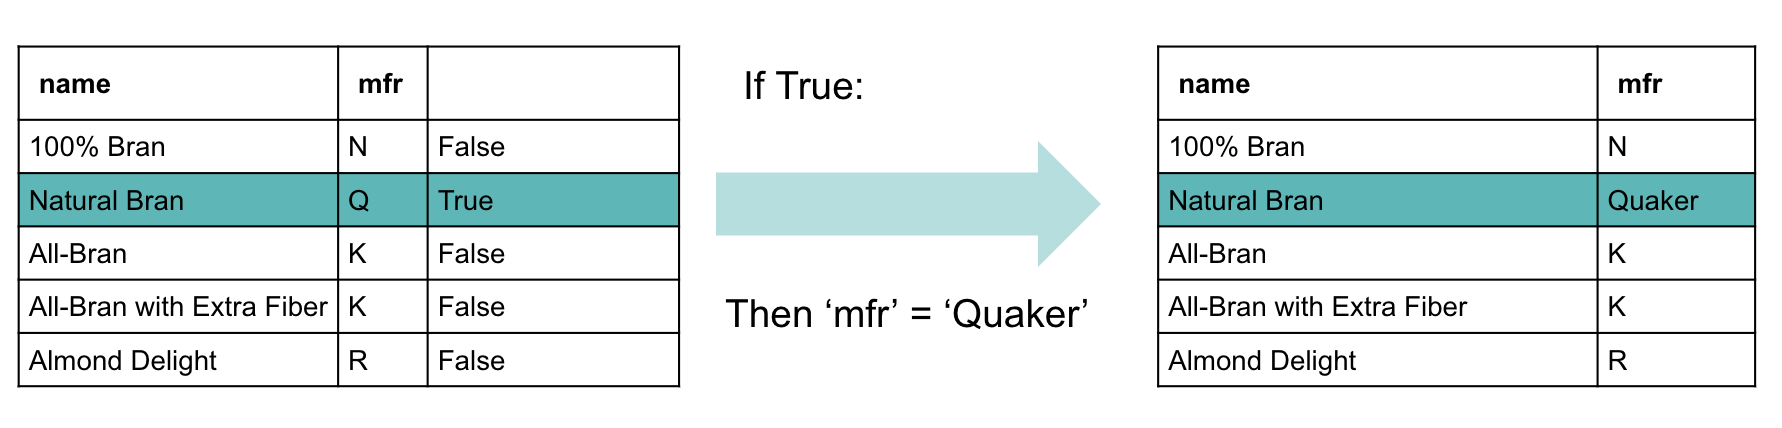 name mfr
100% Bran N False
Natural Bran Q True
All-Bran K False
All-Bran with Extra Fiber K False
Almond Delight R False
If True:
Then ‘mfr’ = ‘Quaker’
name mfr
100% Bran N
Natural Bran Quaker
All-Bran K
All-Bran with Extra Fiber K
Almond Delight R